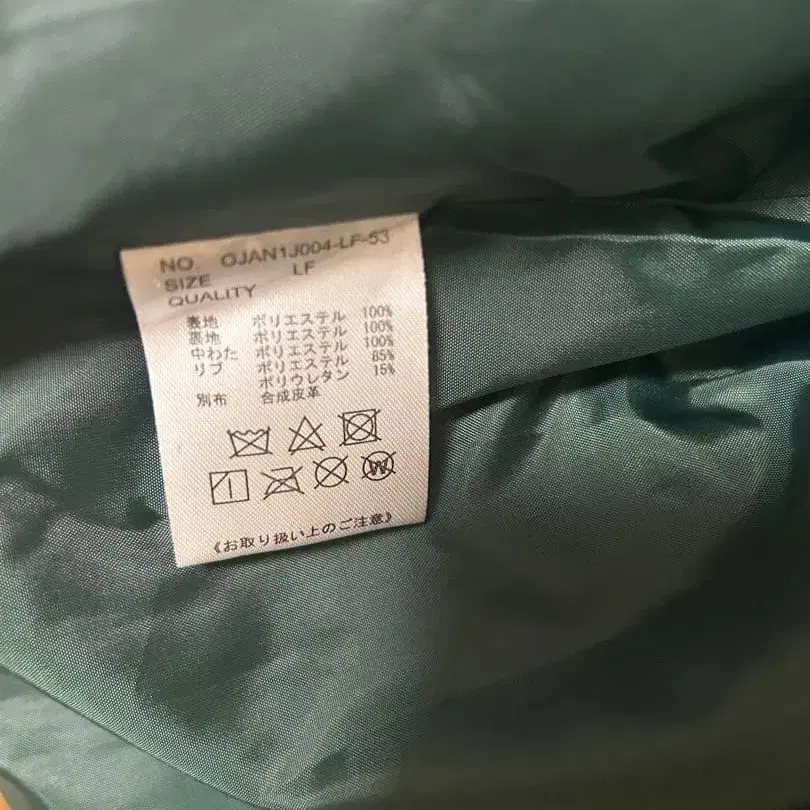 NO. OJAN1J004-LF-53
SIZE LF
QUALITY
表地 ポリエステル 100%
裏地 ポリエステル 100%
中わた ポリエステル 100%
リブ ポリエステル 85%
ポリウレタン 15%
別布 合成皮革
W
《お取り扱い上のご注意》